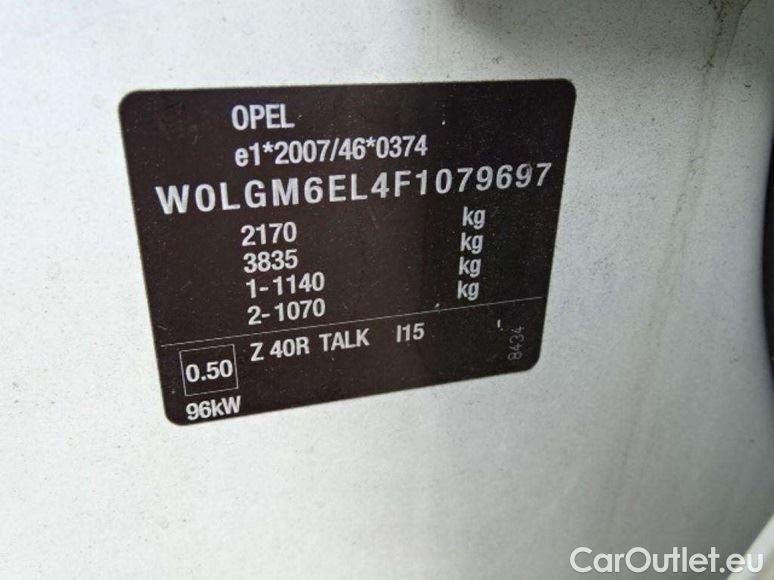 OPEL
e1*2007/46*0374
W0LGM6EL4F1079697
2170 kg
3835 kg
1-1140 kg
2-1070 kg
0.50 Z 40R TALK I15
96kW
8434
CarOutlet.eu